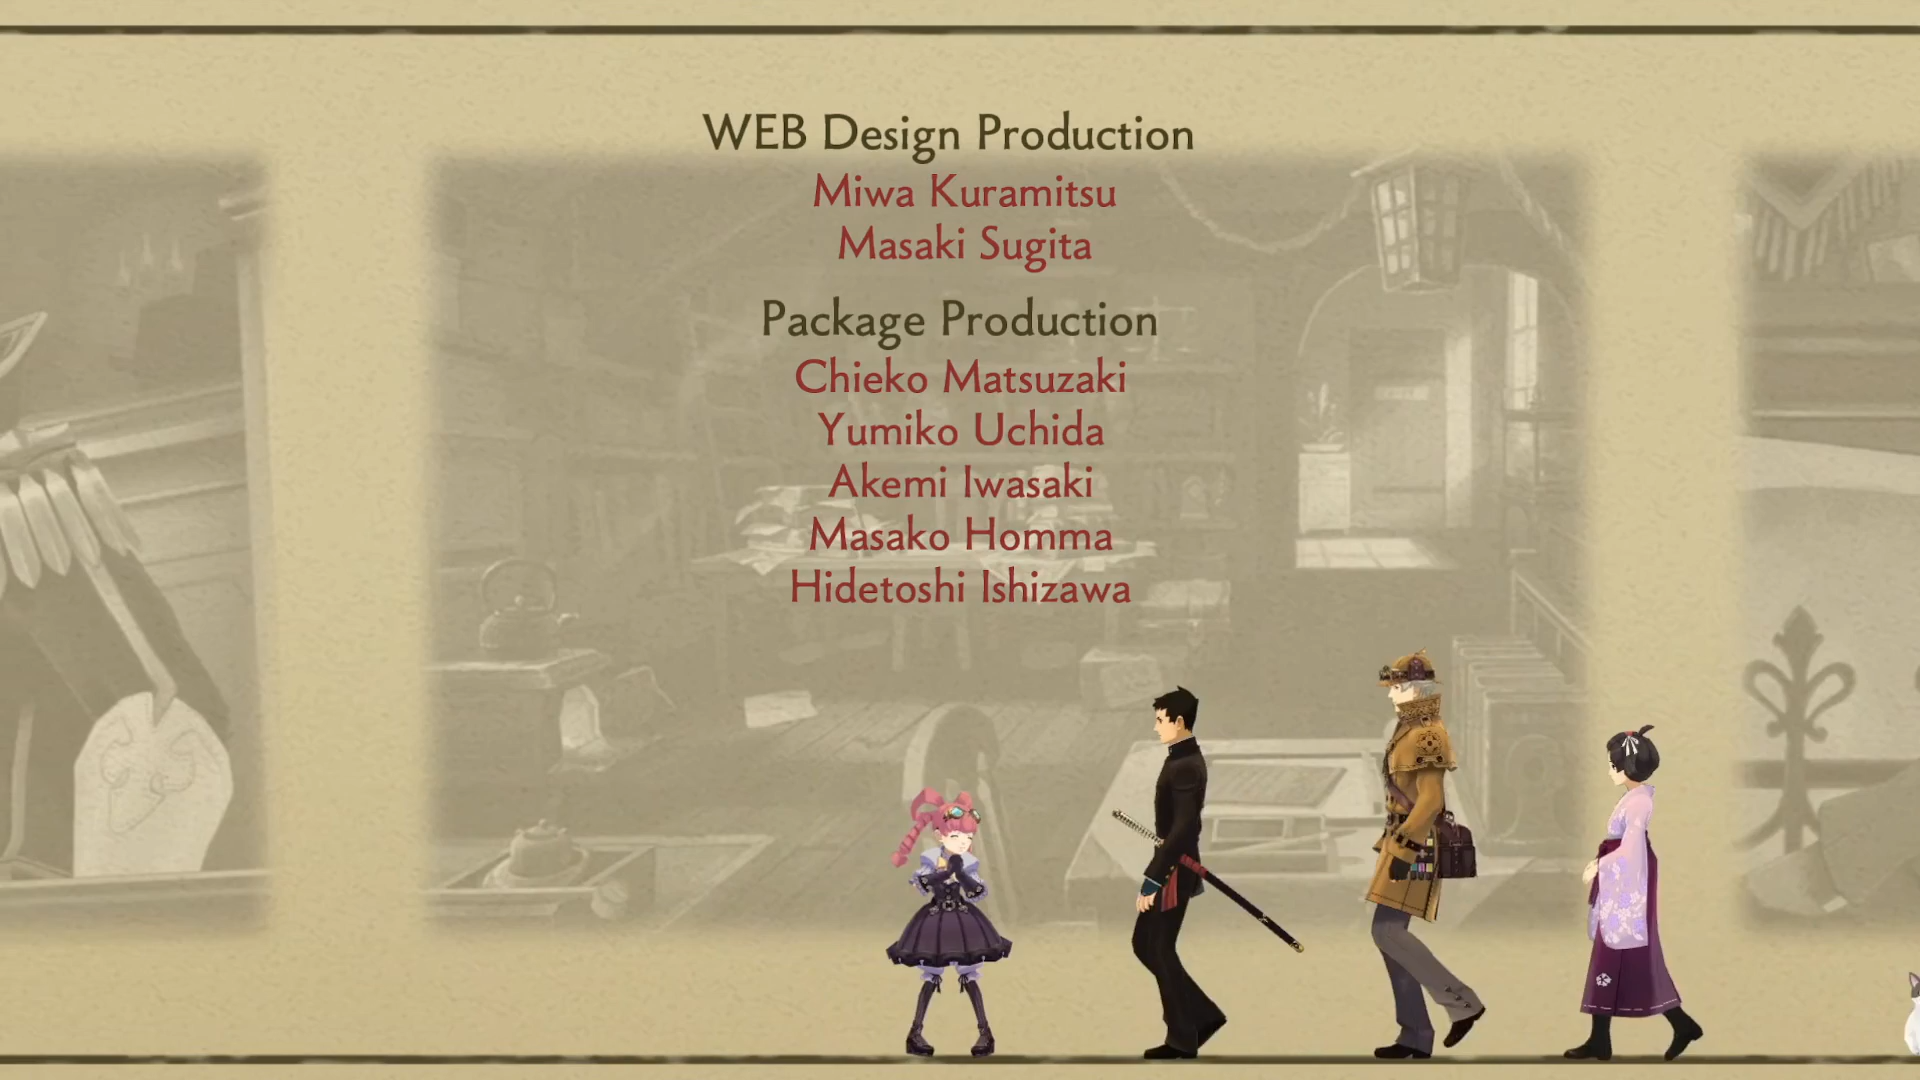 WEB Design Production
Miwa Kuramitsu
Masaki Sugita
Package Production
Chieko Matsuzaki
Yumiko Uchida
Akemi Iwasaki
Masako Homma
Hidetoshi Ishizawa